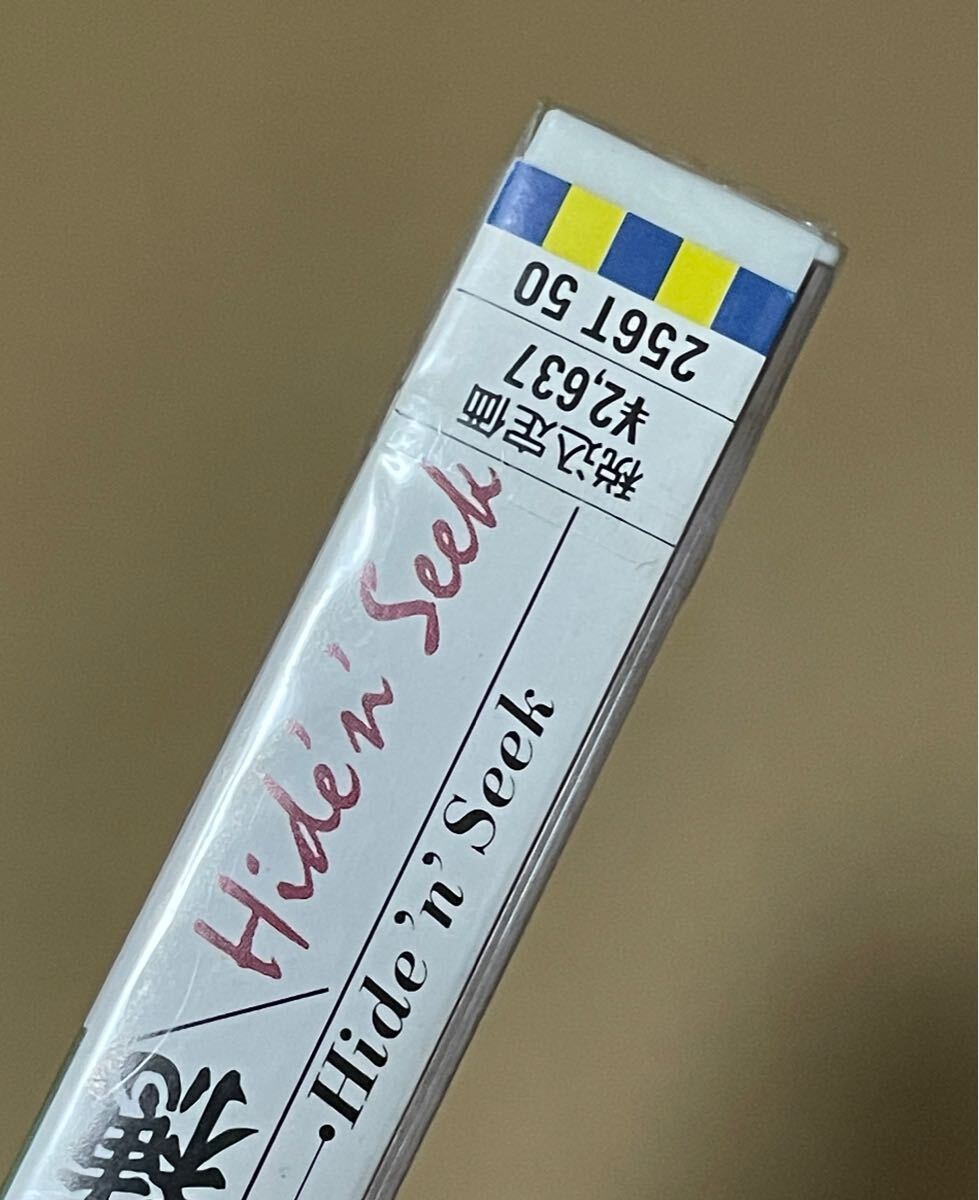 256T 50
税込定価
¥2,637
Hide'n' Seek
Hide'n' Seek